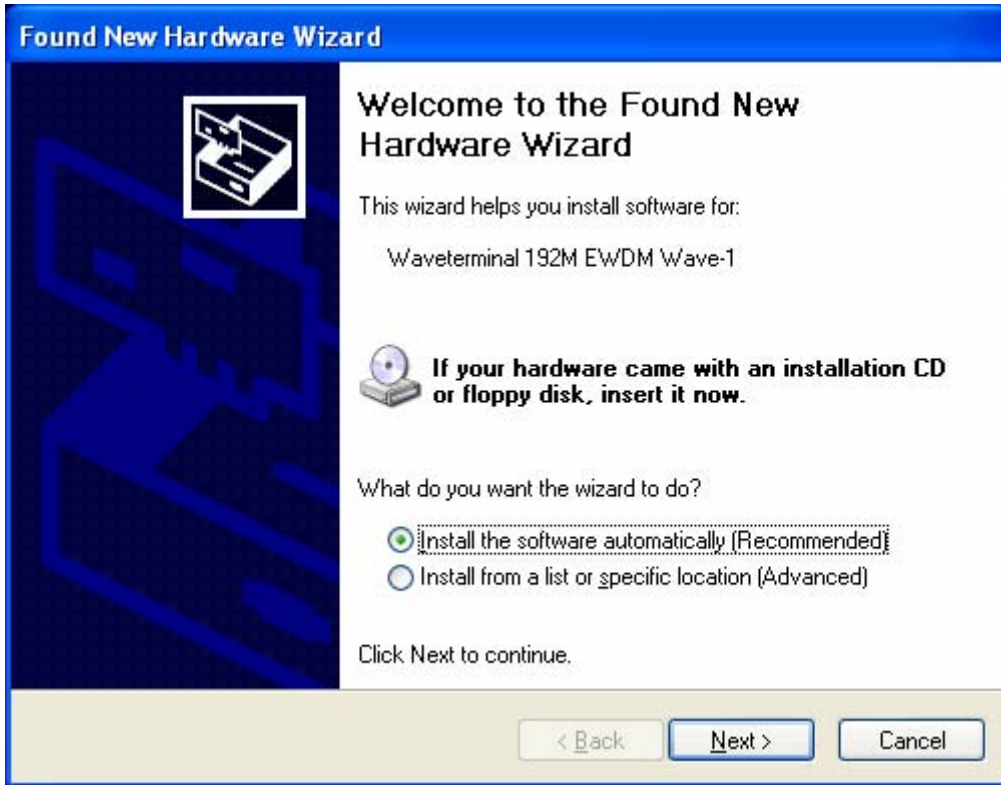 Found New Hardware Wizard
Welcome to the Found New
Hardware Wizard
This wizard helps you install software for:
Waveterminal 192M EWDM Wave-1
If your hardware came with an installation CD
or floppy disk, insert it now.
What do you want the wizard to do?
Install the software automatically (Recommended)
Install from a list or specific location (Advanced)
Click Next to continue.
< Back Next > Cancel